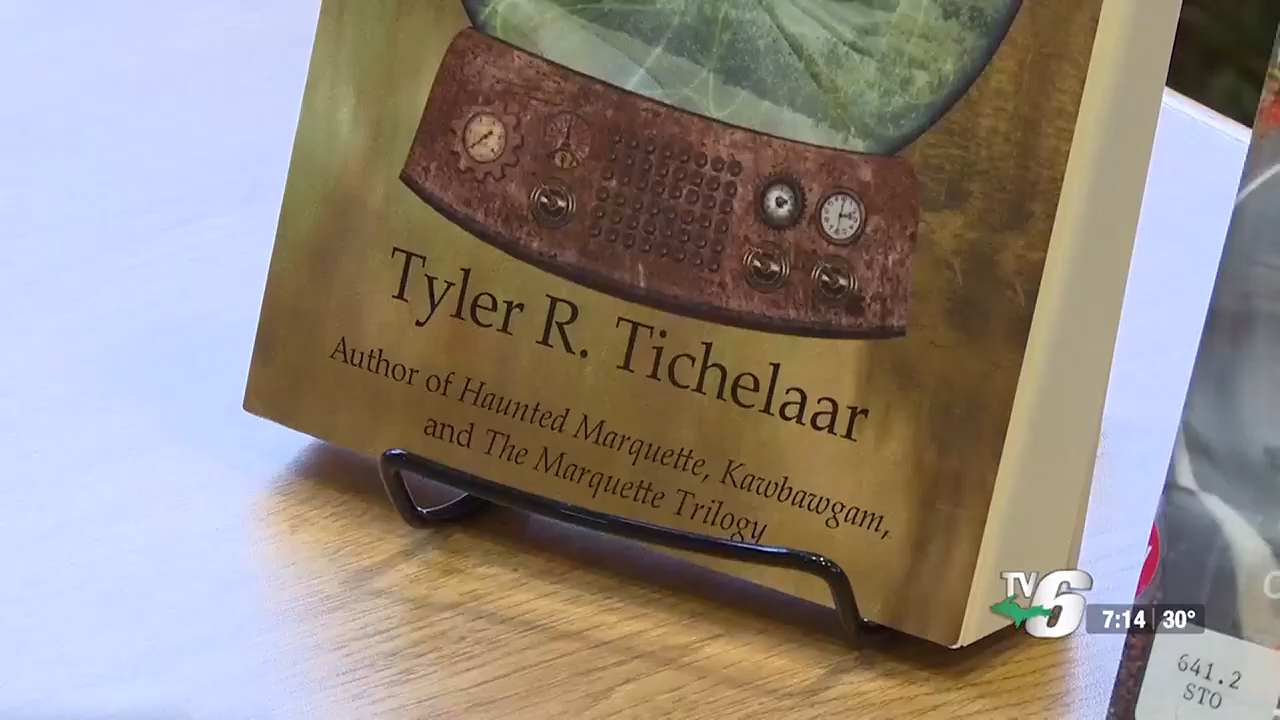 Tyler R. Tichelaar
Author of Haunted Marquette, Kawbawgam,
and The Marquette Trilogy
TV6
7:14 30°
641.2
STO